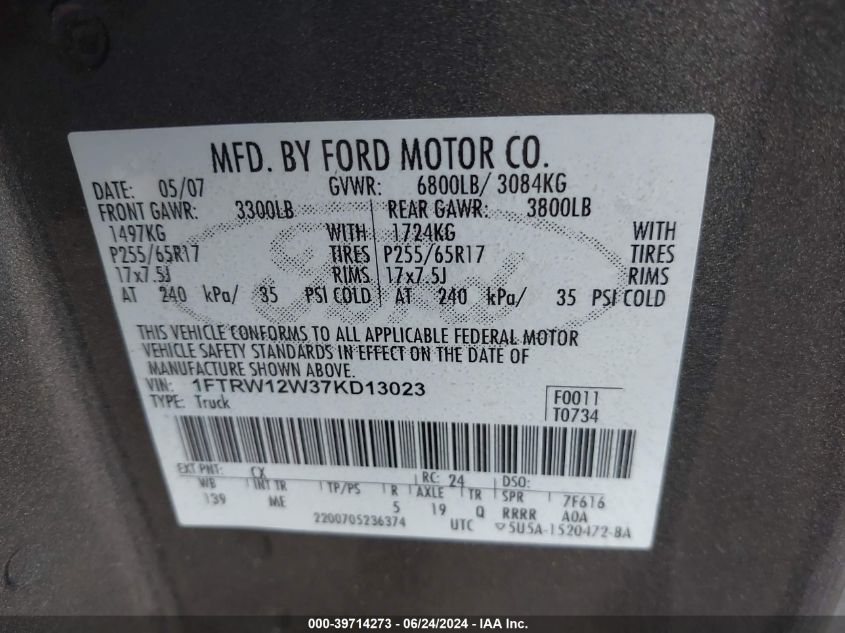 MFD. BY FORD MOTOR CO.
DATE: 05/07 GVWR: 6800LB/ 3084KG
FRONT GAWR: 3300LB REAR GAWR: 3800LB
1497KG WITH 1724KG WITH
P255/65R17 TIRES P255/65R17 TIRES
17x7.5J RIMS 17x7.5J RIMS
AT 240 kPa/ 35 PSI COLD AT 240 kPa/ 35 PSI COLD
THIS VEHICLE CONFORMS TO ALL APPLICABLE FEDERAL MOTOR
VEHICLE SAFETY STANDARDS IN EFFECT ON THE DATE OF
MANUFACTURE SHOWN ABOVE.
VIN: 1FTRW12W37KD13023
TYPE: Truck
F0011
T0734
EXT PNT: CX RC: 24 DSO:
WB INT TR TP/PS R AXLE TR SPR 7F616
139 ME 5 19 Q RRRR A0A
2200705236374 UTC 5U5A-1520472-BA
Ford
000-39714273 - 06/24/2024 - IAA Inc.